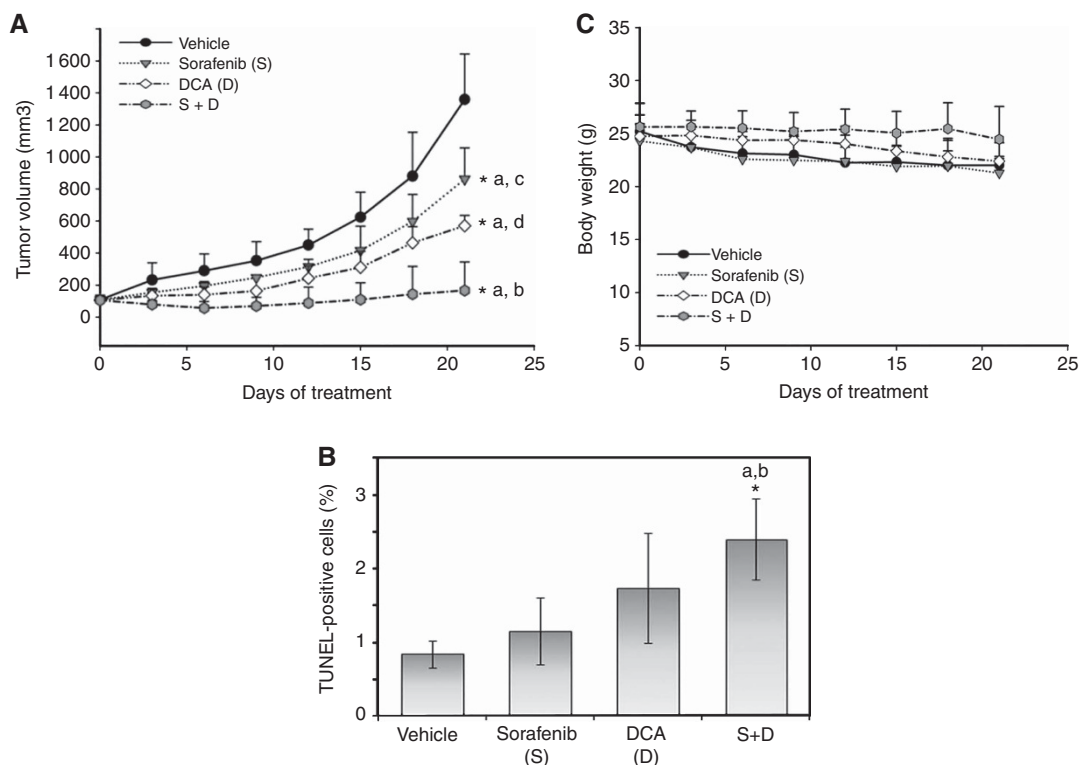 A
Tumor volume (mm3)
1 600
1 400
1 200
1 000
800
600
400
200
0
Vehicle
Sorafenib (S)
DCA (D)
S + D
* a, c
* a, d
* a, b
0 5 10 15 20 25
Days of treatment
C
Body weight (g)
35
30
25
20
15
10
5
Vehicle
Sorafenib (S)
DCA (D)
S + D
0 5 10 15 20 25
Days of treatment
B
TUNEL-positive cells (%)
3
2
1
0
a,b
*
Vehicle Sorafenib DCA S+D
(S) (D)